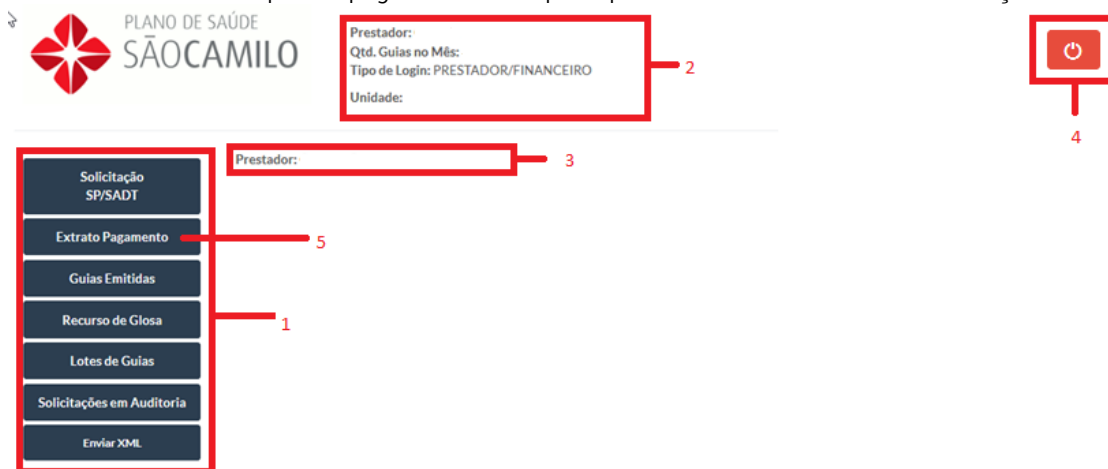 PLANO DE SAÚDE
SÃOCAMILO
Prestador:
Qtd. Guias no Mês:
Tipo de Login: PRESTADOR/FINANCEIRO
Unidade:
2
4
Prestador:
3
Solicitação
SP/SADT
Extrato Pagamento
5
Guias Emitidas
Recurso de Glosa
1
Lotes de Guias
Solicitações em Auditoria
Enviar XML